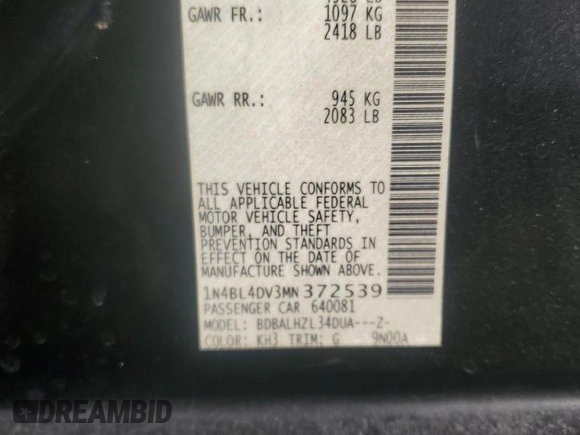 GAWR FR.: 1097 KG
2418 LB
GAWR RR.: 945 KG
2083 LB
THIS VEHICLE CONFORMS TO
ALL APPLICABLE FEDERAL
MOTOR VEHICLE SAFETY,
BUMPER, AND THEFT
PREVENTION STANDARDS IN
EFFECT ON THE DATE OF
MANUFACTURE SHOWN ABOVE.
1N4BL4DV3MN372539
PASSENGER CAR 640081
MODEL: BDBALHZL34DUA---Z-
COLOR: KH3 TRIM: G 9N00A
DREAMBID